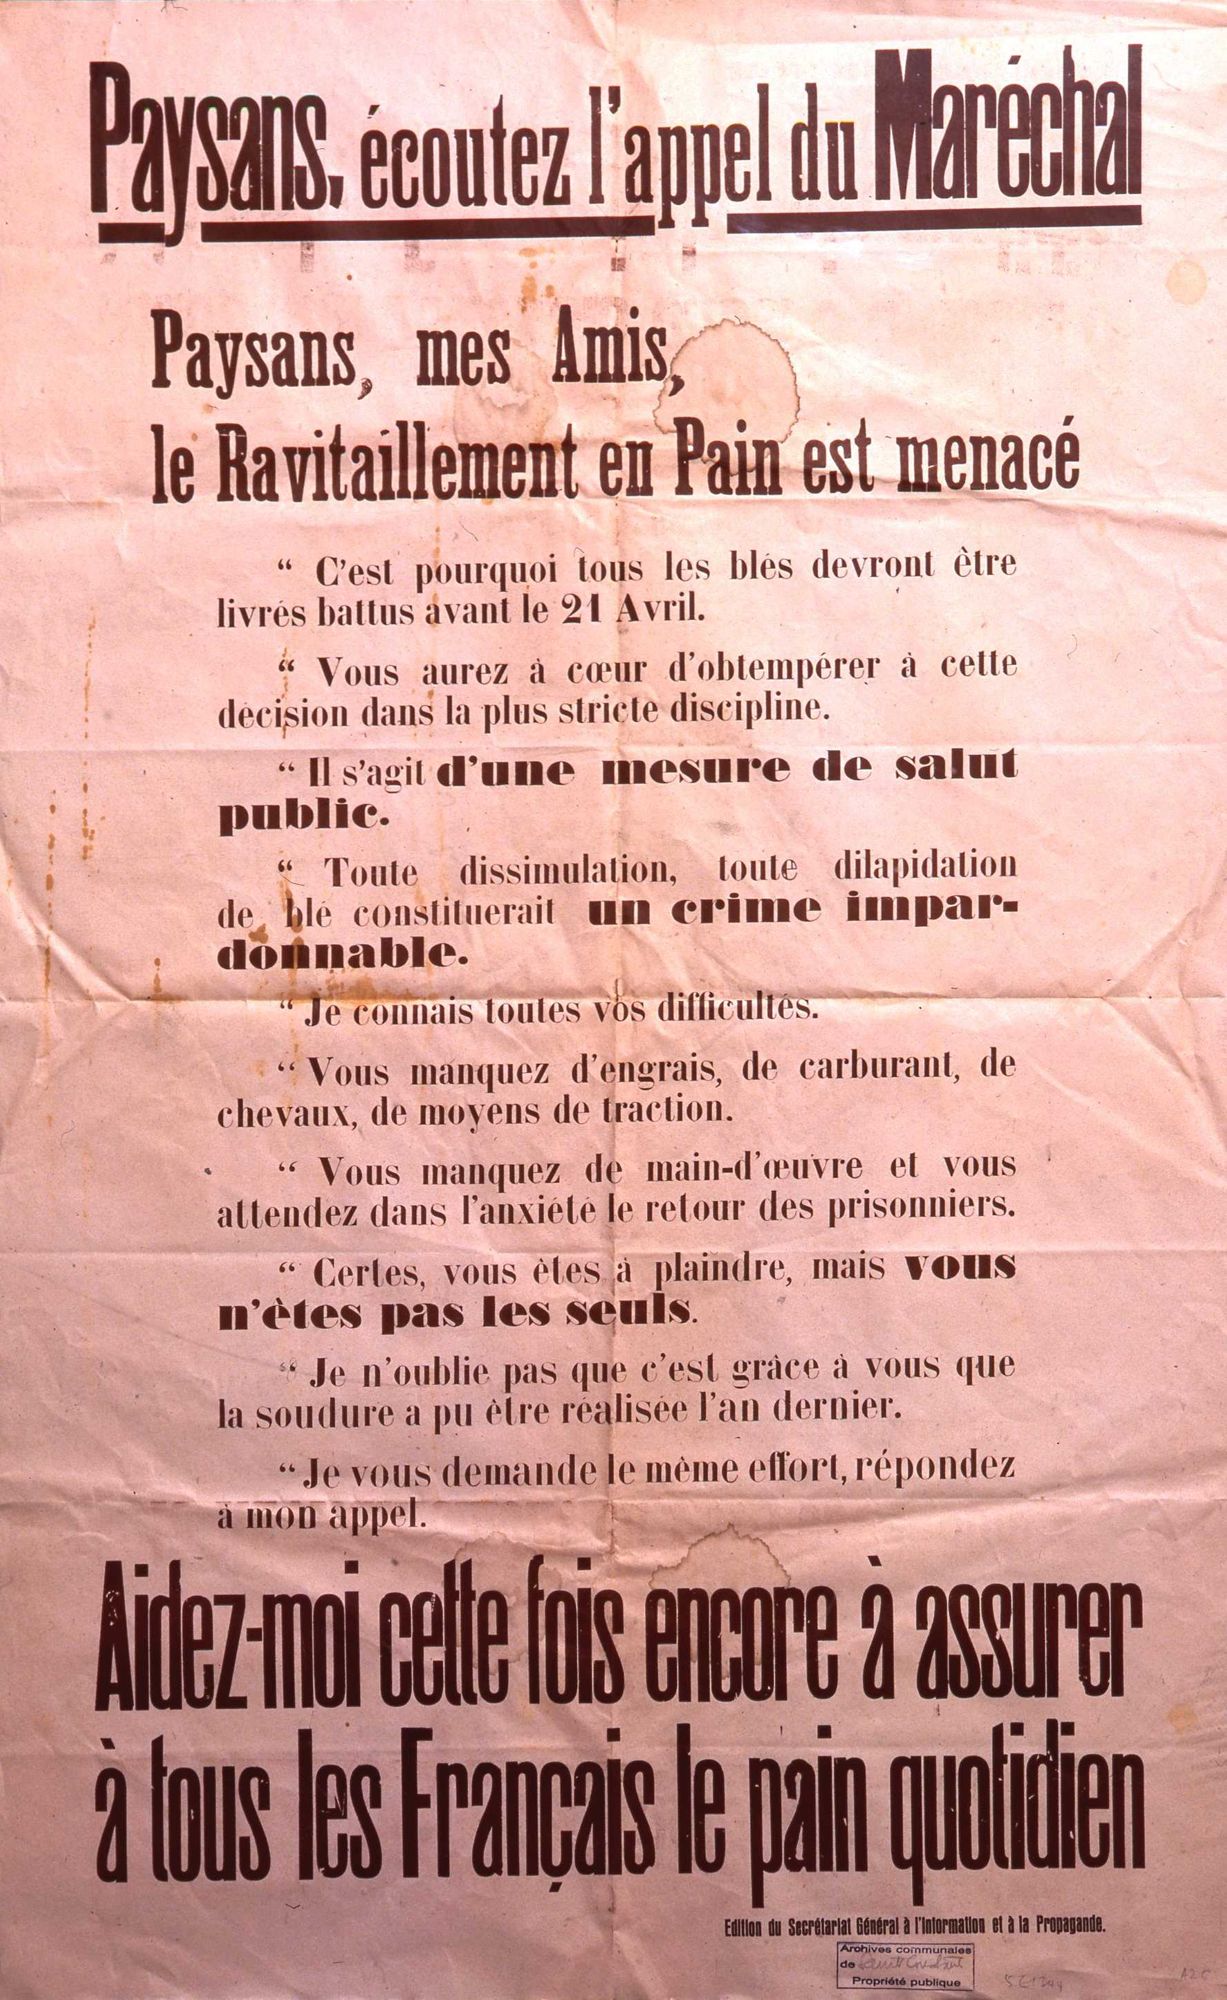 Paysans, écoutez l'appel du Maréchal
Paysans, mes Amis,
le Ravitaillement en Pain est menacé
“ C'est pourquoi tous les blés devront être
livrés battus avant le 21 Avril.
“ Vous aurez à cœur d'obtempérer à cette
décision dans la plus stricte discipline.
“ Il s'agit d'une mesure de salut
public.
“ Toute dissimulation, toute dilapidation
de blé constituerait un crime impar-
donnable.
“ Je connais toutes vos difficultés.
“ Vous manquez d'engrais, de carburant, de
chevaux, de moyens de traction.
“ Vous manquez de main-d'œuvre et vous
attendez dans l'anxiété le retour des prisonniers.
“ Certes, vous êtes à plaindre, mais vous
n'êtes pas les seuls.
“ Je n'oublie pas que c'est grâce à vous que
la soudure a pu être réalisée l'an dernier.
“ Je vous demande le même effort, répondez
à mon appel.
Aidez-moi cette fois encore à assurer
à tous les Français le pain quotidien
Edition du Secrétariat Général à l'Information et à la Propagande.
Archives communales
de
Propriété publique